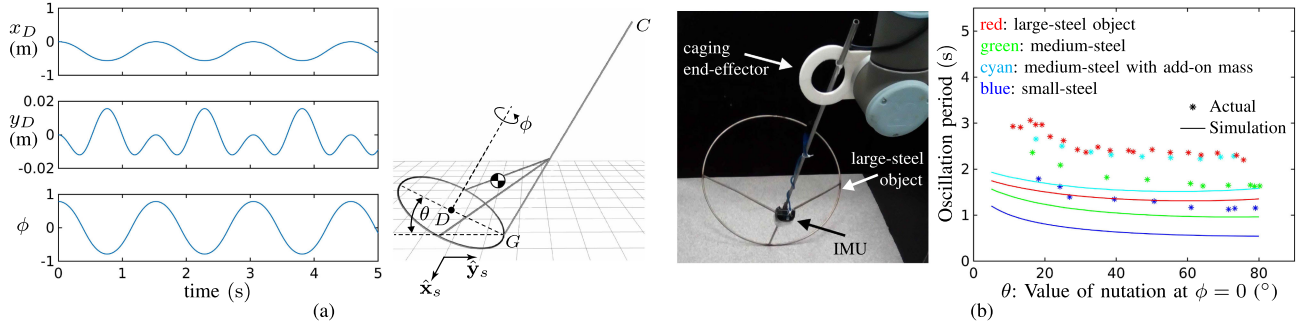 (a)
x_D
(m)
1
0
-1
y_D
(m)
0.02
0
-0.02
ϕ
1
0
-1
0
1
2
3
4
5
time (s)
C
ϕ
θ
D
G
x̂_s
ŷ_s
(a)
caging
end-effector
large-steel
object
IMU
Oscillation period (s)
5
4
3
2
1
0
red: large-steel object
green: medium-steel
cyan: medium-steel with add-on mass
blue: small-steel
Actual
Simulation
0
20
40
60
80
θ: Value of nutation at ϕ = 0 (°)
(b)